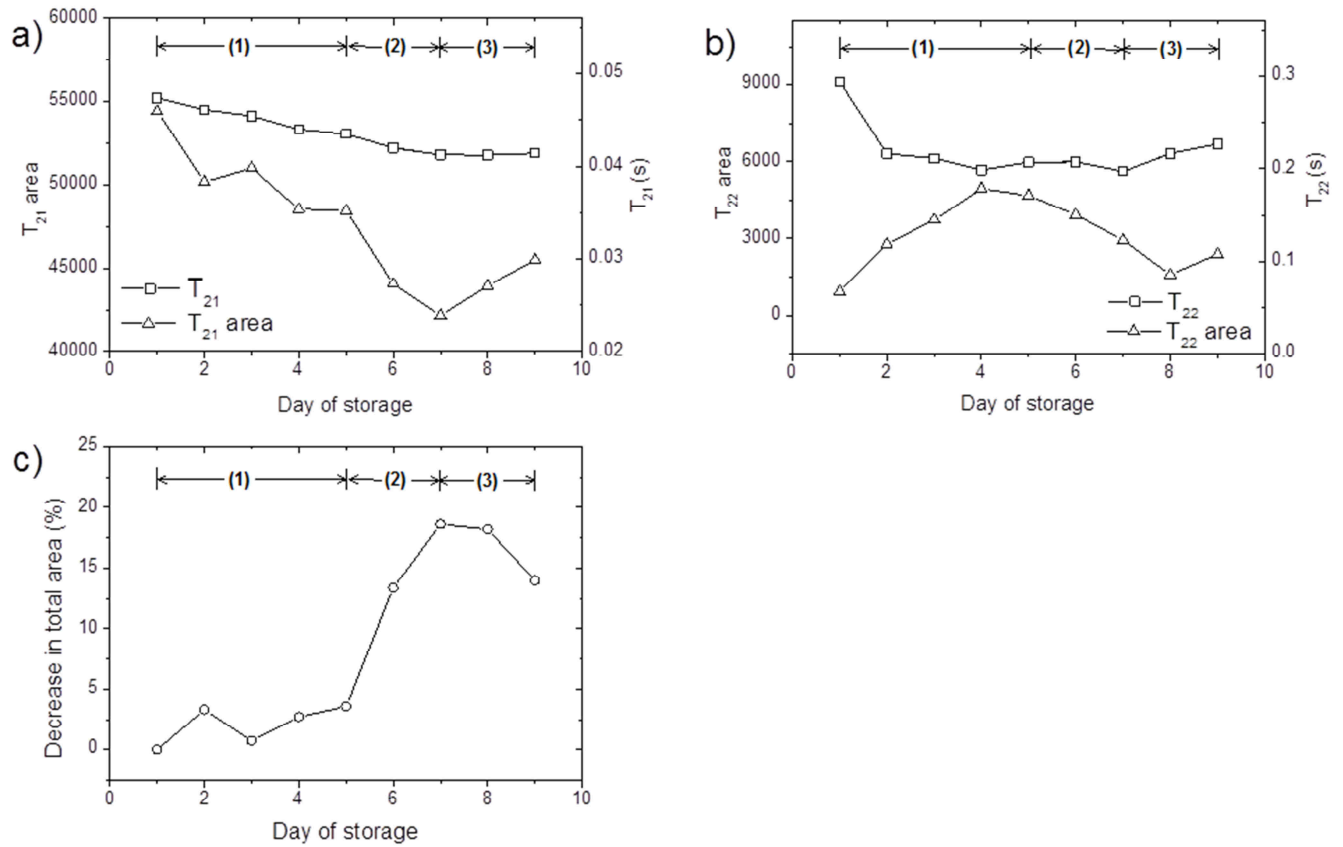 a)
(1) (2) (3)
60000
55000
50000
45000
40000
T21 area
0.05
0.04
0.03
0.02
T21 (s)
T21
T21 area
0 2 4 6 8 10
Day of storage
b)
(1) (2) (3)
9000
6000
3000
0
T22 area
0.3
0.2
0.1
0.0
T22 (s)
T22
T22 area
0 2 4 6 8 10
Day of storage
c)
(1) (2) (3)
25
20
15
10
5
0
Decrease in total area (%)
0 2 4 6 8 10
Day of storage